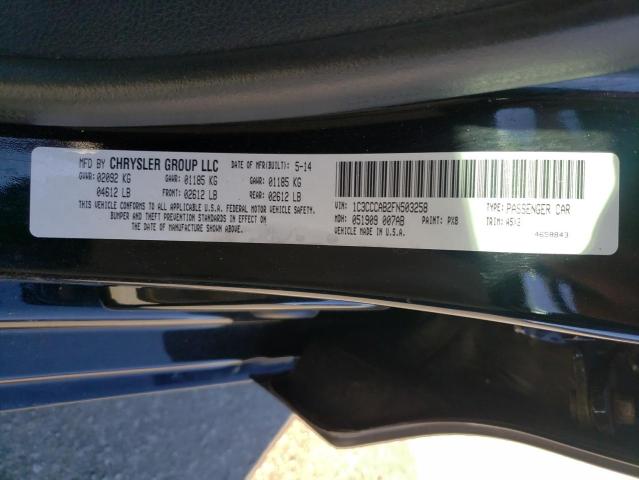 MFD BY CHRYSLER GROUP LLC DATE OF MFR(BUILT): 5-14
GVWR: 02092 KG GAWR: 01185 KG GAWR: 01185 KG
04612 LB FRONT: 02612 LB REAR: 02612 LB
THIS VEHICLE CONFORMS TO ALL APPLICABLE U.S.A. FEDERAL MOTOR VEHICLE SAFETY,
BUMPER AND THEFT PREVENTION STANDARDS IN EFFECT ON
THE DATE OF MANUFACTURE SHOWN ABOVE.
VIN: 1C3CCCAB2FN503258 TYPE: PASSENGER CAR
MDH 051909 007AB PAINT: PX8 TRIM: A5X9
VEHICLE MADE IN U.S.A. 4658843